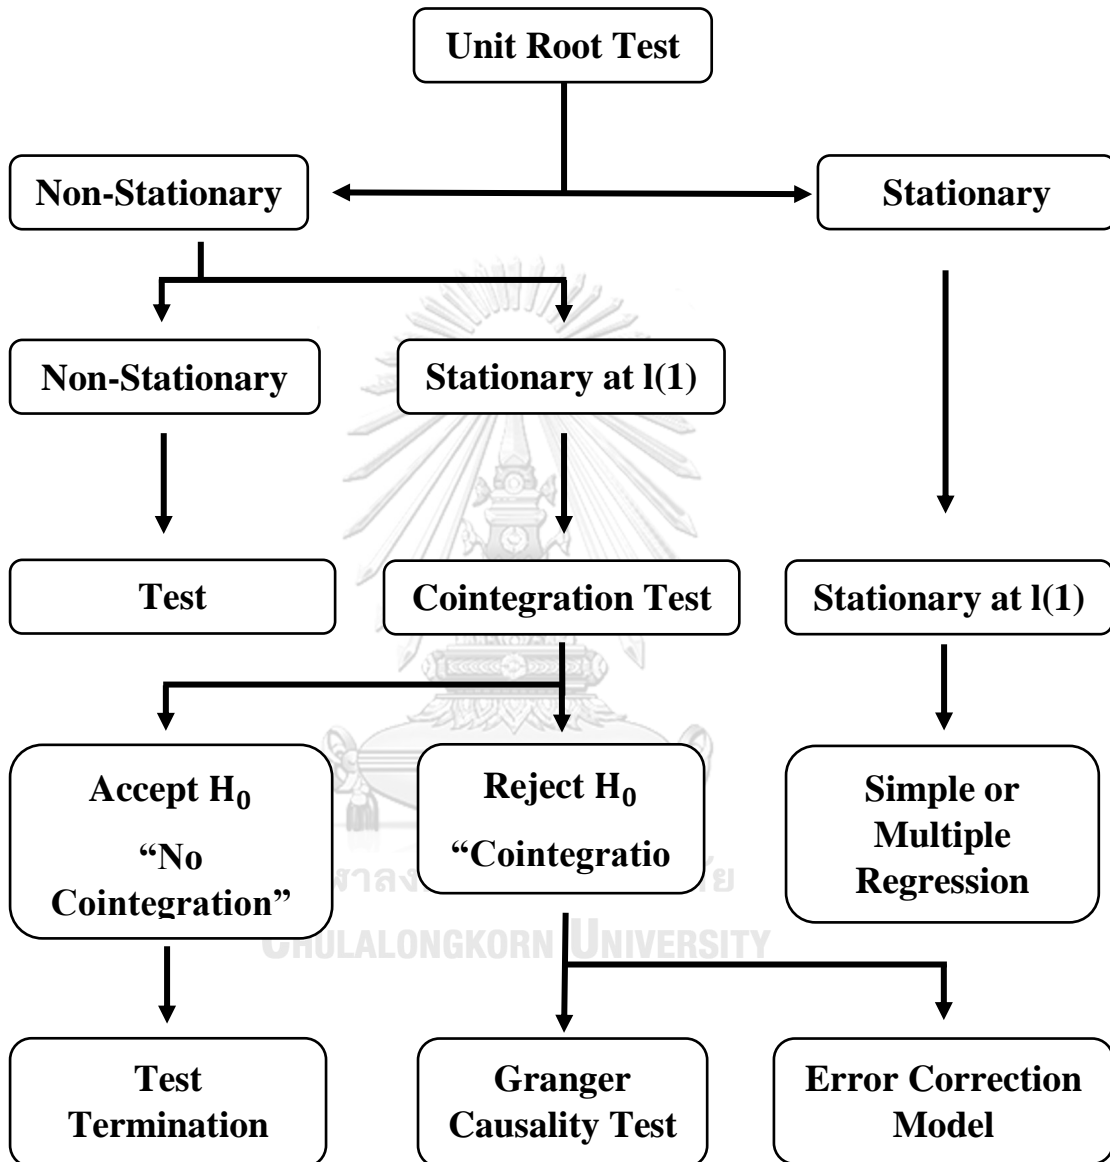 Unit Root Test
Non-Stationary
Stationary
Non-Stationary
Stationary at l(1)
Test
Cointegration Test
Stationary at l(1)
Accept H₀
“No
Cointegration”
Reject H₀
“Cointegratio
Simple or
Multiple
Regression
CHULALONGKORN UNIVERSITY
Test
Termination
Granger
Causality Test
Error Correction
Model